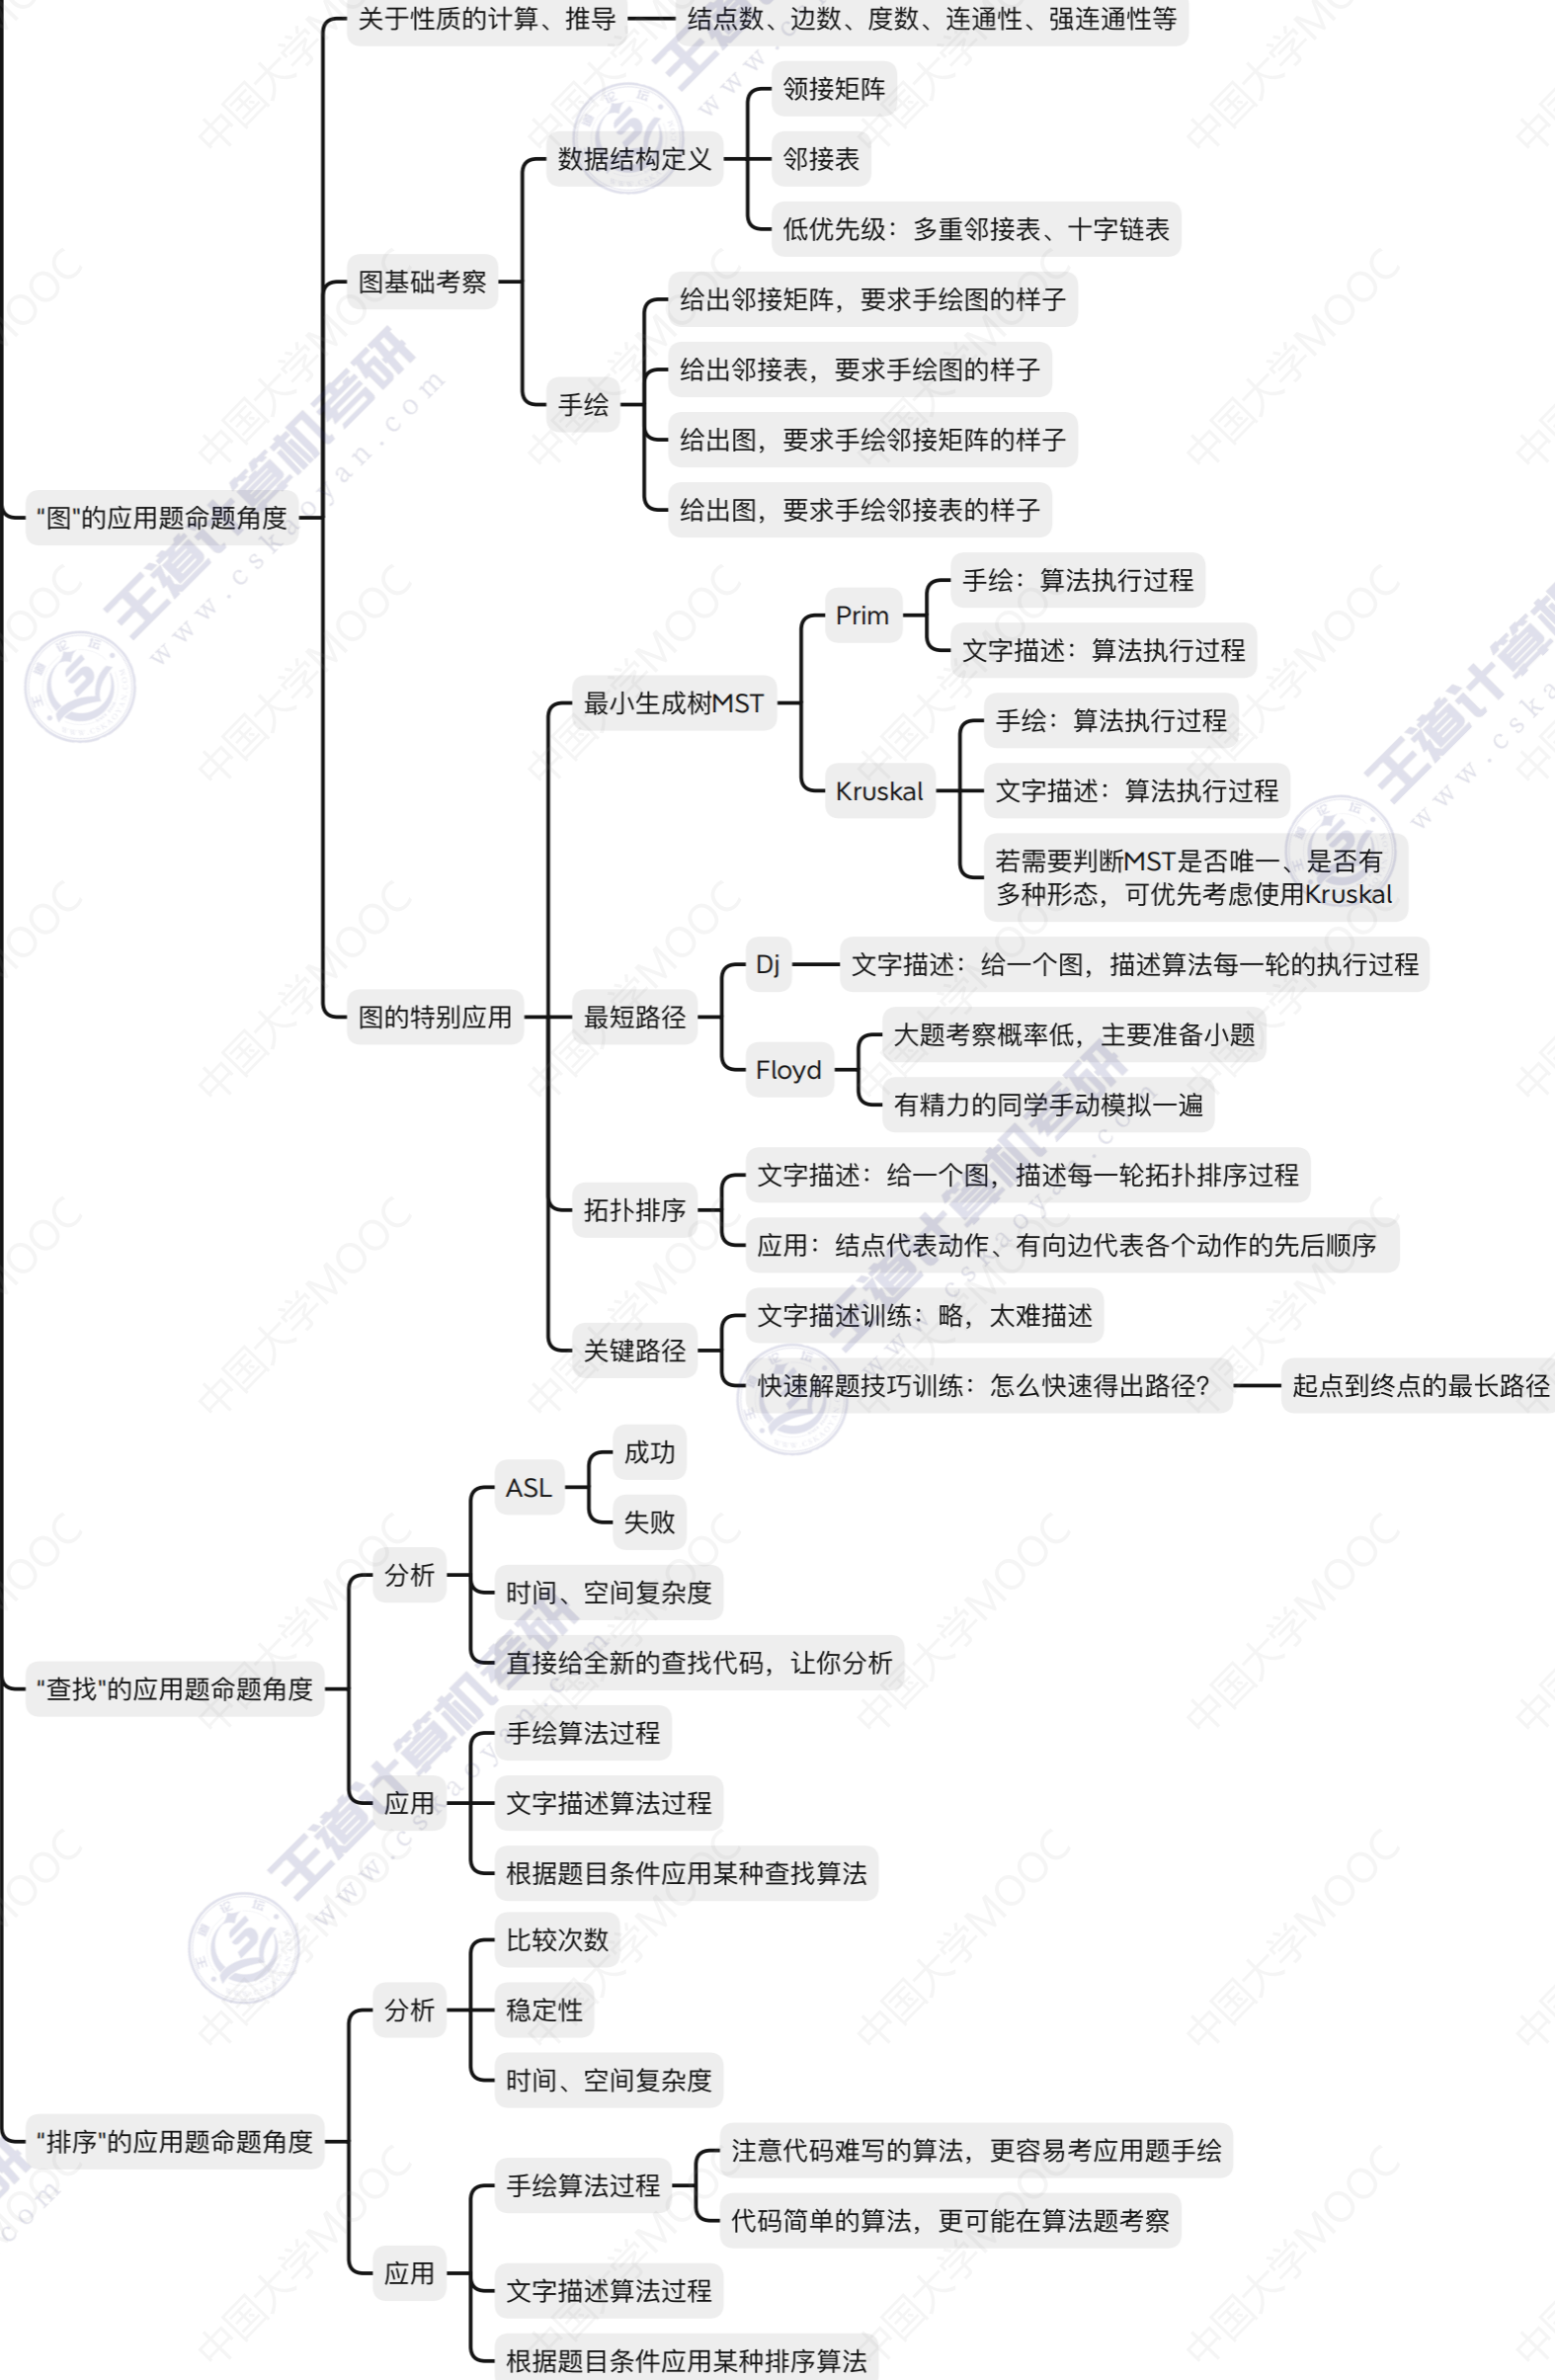 关于性质的计算、推导
结点数、边数、度数、连通性、强连通性等
领接矩阵
数据结构定义
邻接表
低优先级：多重邻接表、十字链表
图基础考察
给出邻接矩阵，要求手绘图的样子
给出邻接表，要求手绘图的样子
手绘
给出图，要求手绘邻接矩阵的样子
给出图，要求手绘邻接表的样子
"图"的应用题命题角度
手绘：算法执行过程
Prim
文字描述：算法执行过程
最小生成树MST
手绘：算法执行过程
Kruskal
文字描述：算法执行过程
若需要判断MST是否唯一、是否有
多种形态，可优先考虑使用Kruskal
Dj
文字描述：给一个图，描述算法每一轮的执行过程
图的特别应用
最短路径
大题考察概率低，主要准备小题
Floyd
有精力的同学手动模拟一遍
文字描述：给一个图，描述每一轮拓扑排序过程
拓扑排序
应用：结点代表动作、有向边代表各个动作的先后顺序
文字描述训练：略，太难描述
关键路径
快速解题技巧训练：怎么快速得出路径？
起点到终点的最长路径
成功
ASL
失败
分析
时间、空间复杂度
直接给全新的查找代码，让你分析
"查找"的应用题命题角度
手绘算法过程
应用
文字描述算法过程
根据题目条件应用某种查找算法
比较次数
分析
稳定性
时间、空间复杂度
"排序"的应用题命题角度
注意代码难写的算法，更容易考应用题手绘
手绘算法过程
代码简单的算法，更可能在算法题考察
应用
文字描述算法过程
根据题目条件应用某种排序算法
王道计算机考研
www.cskaoyan.com
中国大学MOOC